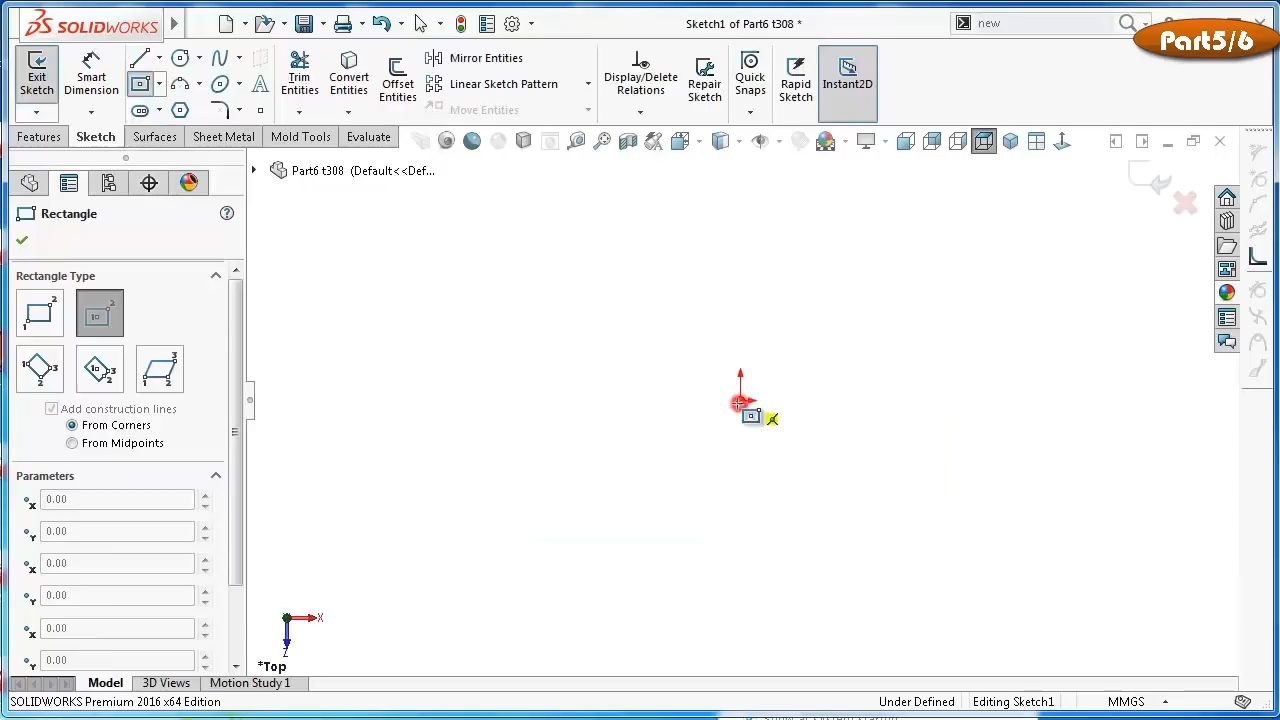 SOLIDWORKS
Sketch1 of Part6 t308 *
new
Part5/6
Exit Sketch
Smart Dimension
Trim Entities
Convert Entities
Offset Entities
Mirror Entities
Linear Sketch Pattern
Move Entities
Display/Delete Relations
Repair Sketch
Quick Snaps
Rapid Sketch
Instant2D
Features
Sketch
Surfaces
Sheet Metal
Mold Tools
Evaluate
Part6 t308 (Default<<Def...
Rectangle
Rectangle Type
Add construction lines
From Corners
From Midpoints
Parameters
0.00
0.00
0.00
0.00
0.00
0.00
X
Z
*Top
Model
3D Views
Motion Study 1
SOLIDWORKS Premium 2016 x64 Edition
Under Defined
Editing Sketch1
MMGS